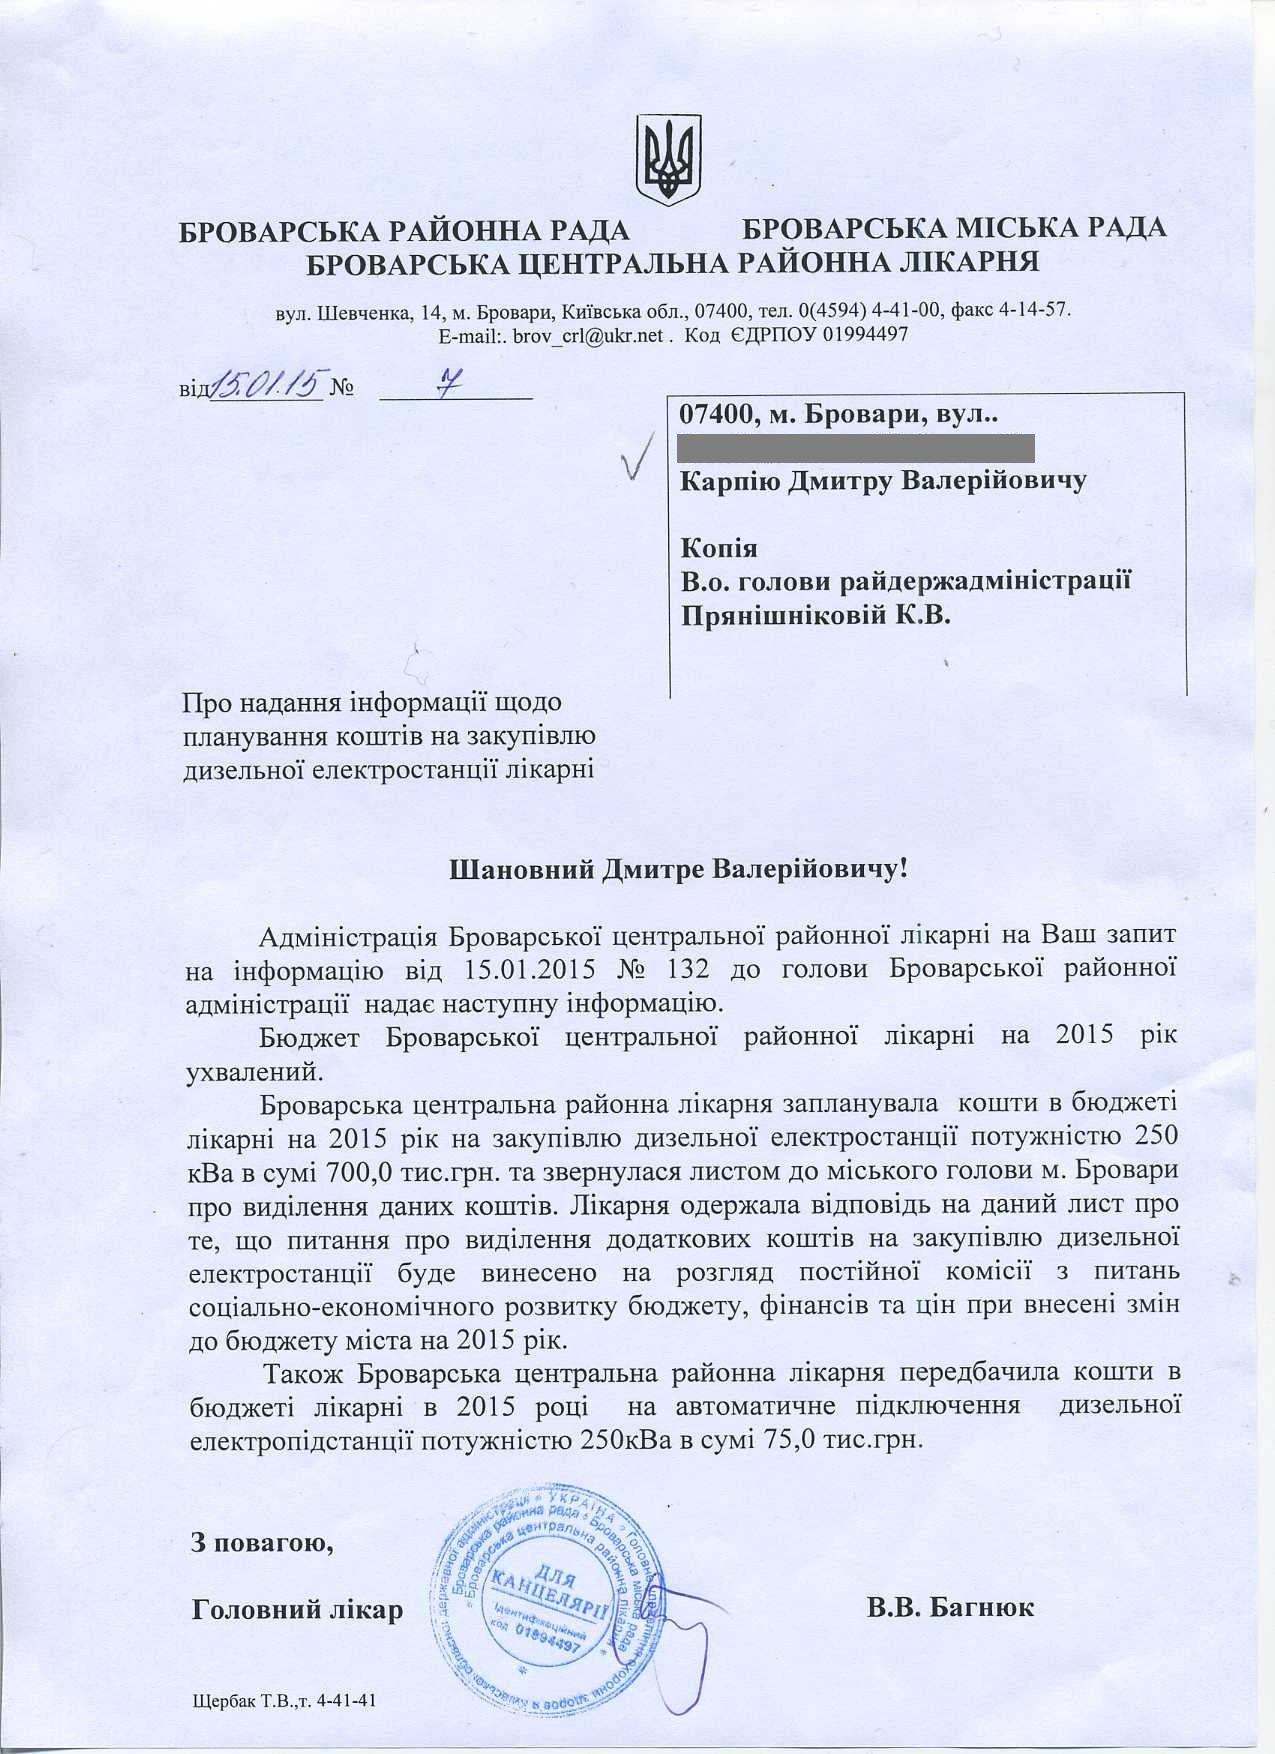 БРОВАРСЬКА РАЙОННА РАДА БРОВАРСЬКА МІСЬКА РАДА
БРОВАРСЬКА ЦЕНТРАЛЬНА РАЙОННА ЛІКАРНЯ
вул. Шевченка, 14, м. Бровари, Київська обл., 07400, тел. 0(4594) 4-41-00, факс 4-14-57.
E-mail:. brov_crl@ukr.net . Код ЄДРПОУ 01994497
від 15.01.15 № 7
07400, м. Бровари, вул..
Карпію Дмитру Валерійовичу
Копія
В.о. голови райдержадміністрації
Прянішніковій К.В.
Про надання інформації щодо
планування коштів на закупівлю
дизельної електростанції лікарні
Шановний Дмитре Валерійовичу!
Адміністрація Броварської центральної районної лікарні на Ваш запит
на інформацію від 15.01.2015 № 132 до голови Броварської районної
адміністрації надає наступну інформацію.
Бюджет Броварської центральної районної лікарні на 2015 рік
ухвалений.
Броварська центральна районна лікарня запланувала кошти в бюджеті
лікарні на 2015 рік на закупівлю дизельної електростанції потужністю 250
кВа в сумі 700,0 тис.грн. та звернулася листом до міського голови м. Бровари
про виділення даних коштів. Лікарня одержала відповідь на даний лист про
те, що питання про виділення додаткових коштів на закупівлю дизельної
електростанції буде винесено на розгляд постійної комісії з питань
соціально-економічного розвитку бюджету, фінансів та цін при внесені змін
до бюджету міста на 2015 рік.
Також Броварська центральна районна лікарня передбачила кошти в
бюджеті лікарні в 2015 році на автоматичне підключення дизельної
електропідстанції потужністю 250кВа в сумі 75,0 тис.грн.
З повагою,
Головний лікар В.В. Багнюк
УКРАЇНА * Головне управління охорони здоров'я Київської обласної державної адміністрації *
Броварська районна рада * Броварська міська рада
* Броварська центральна районна лікарня *
ДЛЯ
КАНЦЕЛЯРІЇ
Ідентифікаційний
код 01994497
Щербак Т.В.,т. 4-41-41